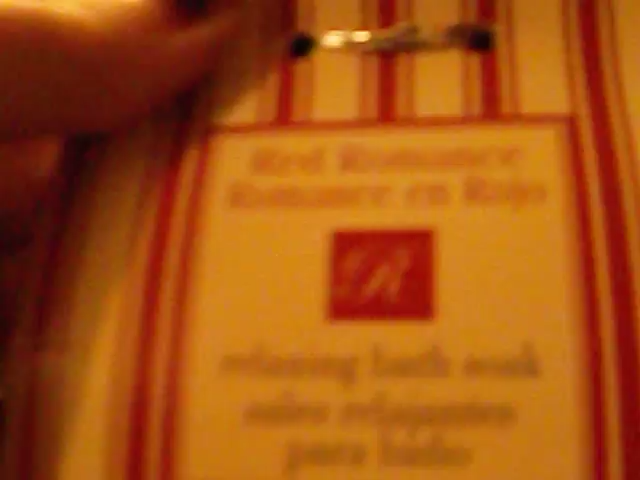 Red Romance
Romance en Rojo
R
relaxing bath soak
sales relajantes
para baño